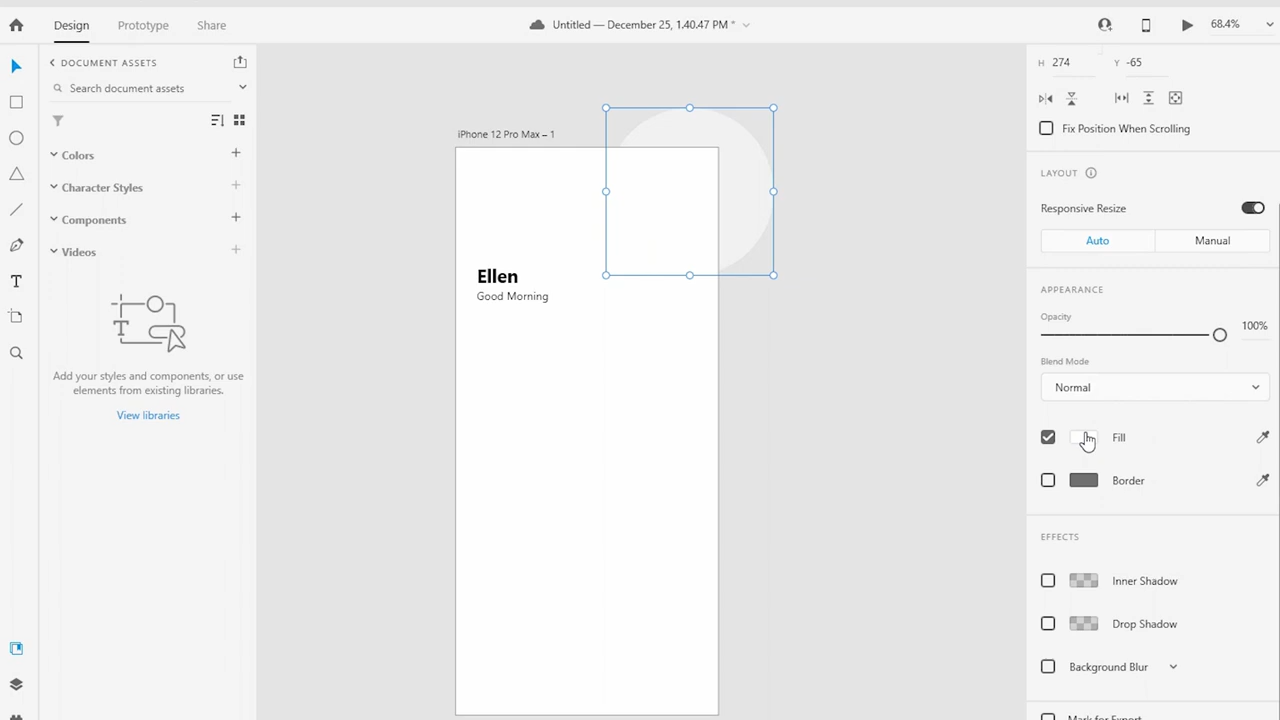 Design Prototype Share
Untitled — December 25, 1.40.47 PM *
68.4%
DOCUMENT ASSETS
Search document assets
Colors
Character Styles
Components
Videos
T
Add your styles and components, or use
elements from existing libraries.
View libraries
T
iPhone 12 Pro Max – 1
Ellen
Good Morning
H 274 Y -65
Fix Position When Scrolling
LAYOUT
Responsive Resize
Auto Manual
APPEARANCE
Opacity
100%
Blend Mode
Normal
Fill
Border
EFFECTS
Inner Shadow
Drop Shadow
Background Blur
Mark for Export